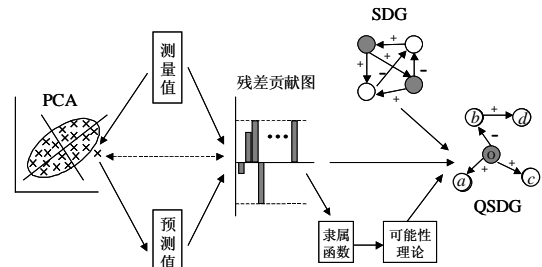 SDG
测量值
残差贡献图
PCA
+
+
-
-
+
+
b
+
d
-
o
+
+
a
c
QSDG
预测值
隶属
函数
可能性
理论